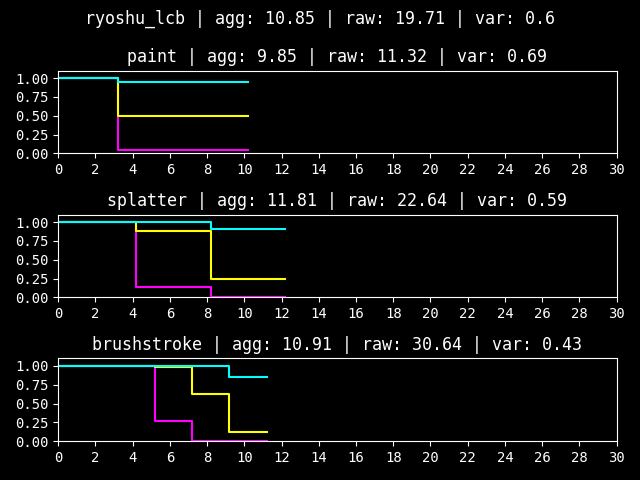 ryoshu_lcb | agg: 10.85 | raw: 19.71 | var: 0.6
paint | agg: 9.85 | raw: 11.32 | var: 0.69
1.00
0.75
0.50
0.25
0.00
0 2 4 6 8 10 12 14 16 18 20 22 24 26 28 30
splatter | agg: 11.81 | raw: 22.64 | var: 0.59
1.00
0.75
0.50
0.25
0.00
0 2 4 6 8 10 12 14 16 18 20 22 24 26 28 30
brushstroke | agg: 10.91 | raw: 30.64 | var: 0.43
1.00
0.75
0.50
0.25
0.00
0 2 4 6 8 10 12 14 16 18 20 22 24 26 28 30